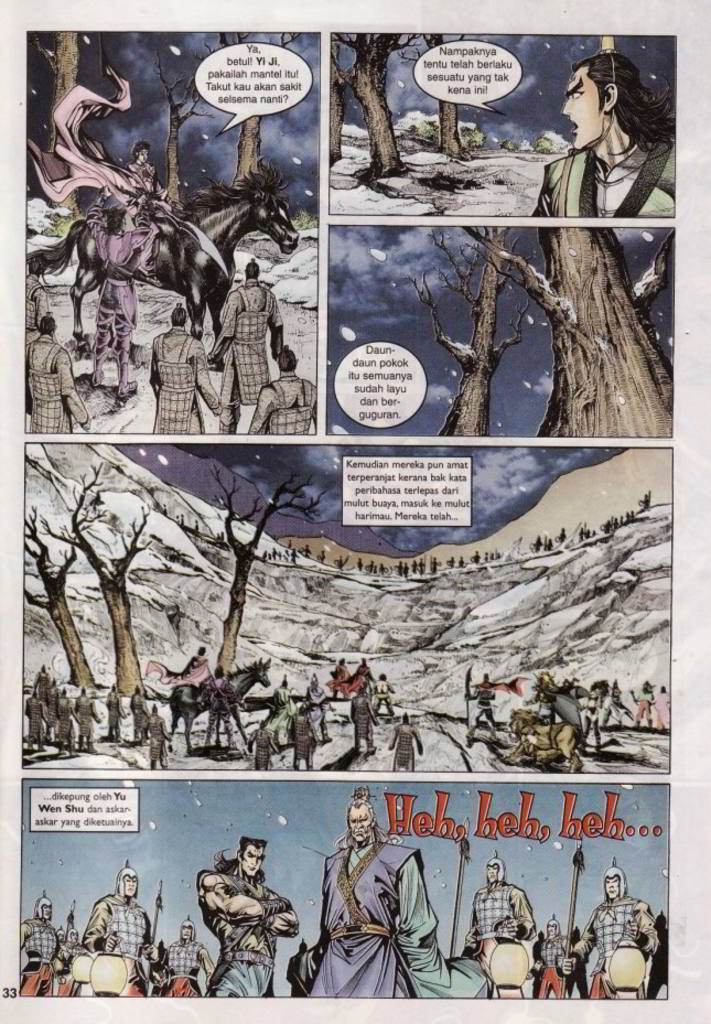 Ya,
betul! Yi Ji,
pakailah mantel itu!
Takut kau akan sakit
selsema nanti?
Nampaknya
tentu telah berlaku
sesuatu yang tak
kena ini!
Daun-
daun pokok
itu semuanya
sudah layu
dan ber-
guguran.
Kemudian mereka pun amat
terperanjat kerana bak kata
peribahasa terlepas dari
mulut buaya, masuk ke mulut
harimau. Mereka telah...
...dikepung oleh Yu
Wen Shu dan askar-
askar yang diketuainya.
Heh, heh, heh...
33